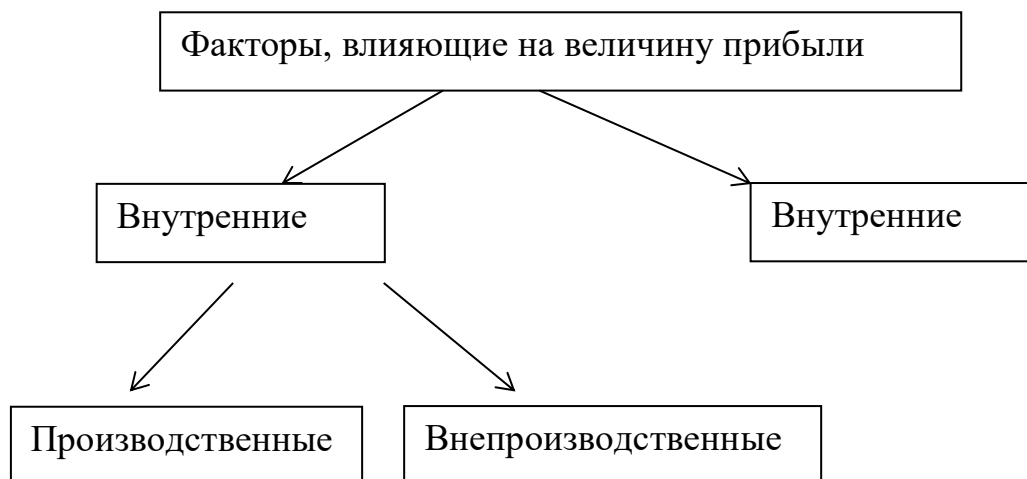 Факторы, влияющие на величину прибыли
Внутренние
Внутренние
Производственные
Внепроизводственные